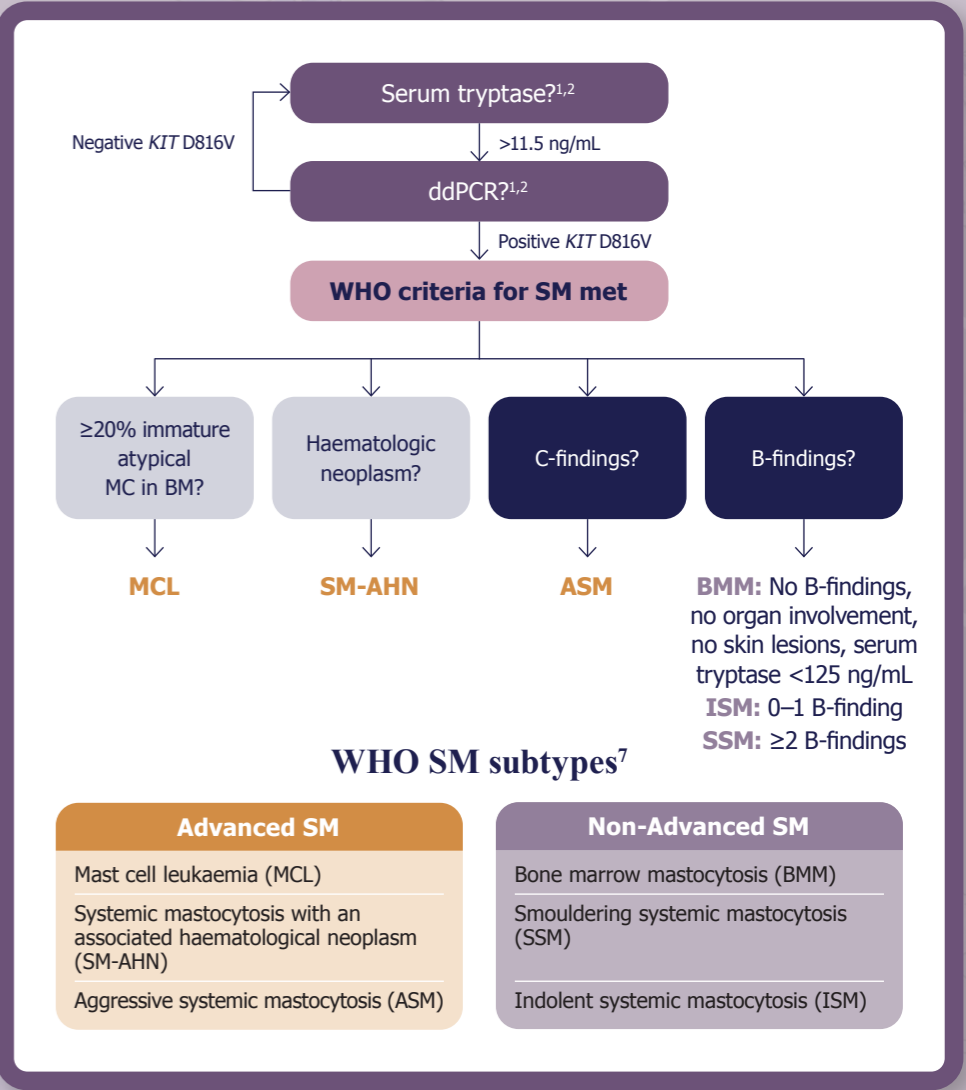 Serum tryptase?1,2
Negative KIT D816V
>11.5 ng/mL
ddPCR?1,2
Positive KIT D816V
WHO criteria for SM met
≥20% immature
atypical
MC in BM?
Haematologic
neoplasm?
C-findings?
B-findings?
MCL
SM-AHN
ASM
BMM: No B-findings,
no organ involvement,
no skin lesions, serum
tryptase <125 ng/mL
ISM: 0–1 B-finding
SSM: ≥2 B-findings
WHO SM subtypes7
Advanced SM
Mast cell leukaemia (MCL)
Systemic mastocytosis with an
associated haematological neoplasm
(SM-AHN)
Aggressive systemic mastocytosis (ASM)
Non-Advanced SM
Bone marrow mastocytosis (BMM)
Smouldering systemic mastocytosis
(SSM)
Indolent systemic mastocytosis (ISM)